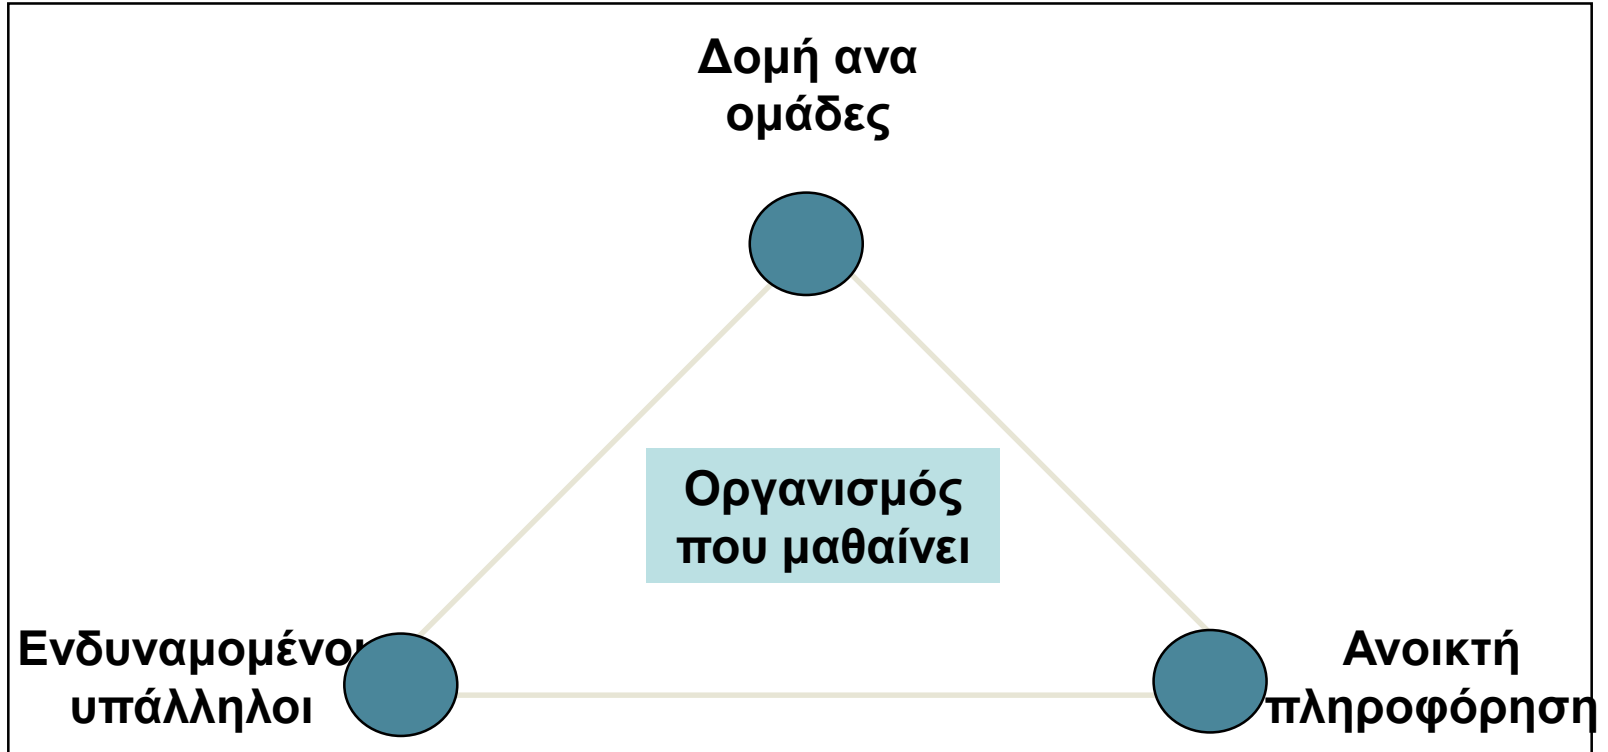 Δομή ανα
ομάδες
Οργανισμός
που μαθαίνει
Ενδυναμομένοι
υπάλληλοι
Ανοικτή
πληροφόρηση